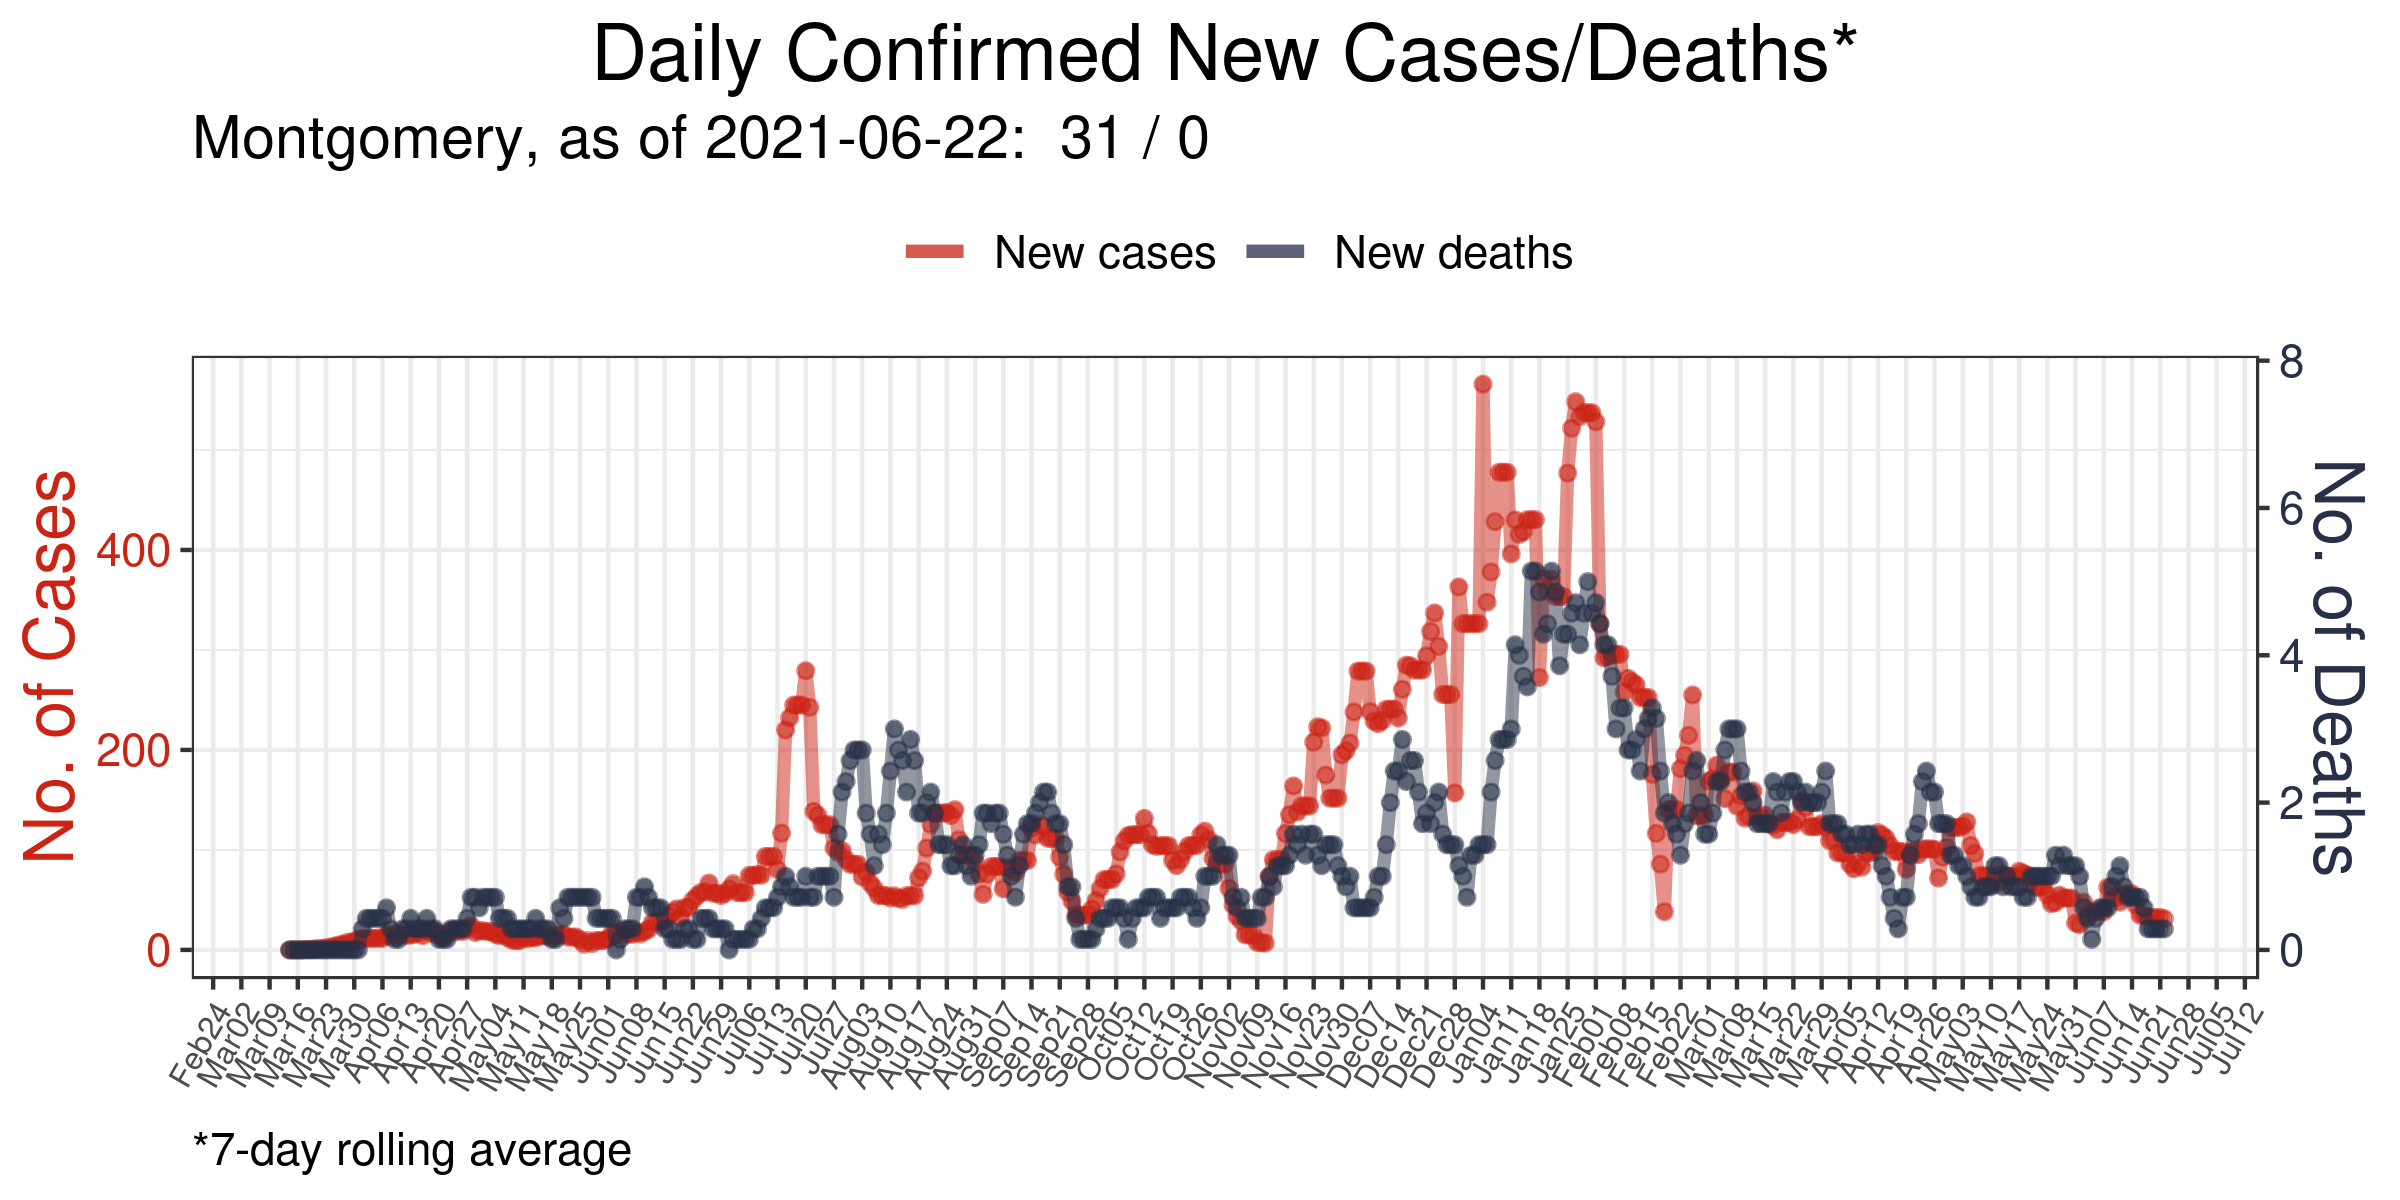 Daily Confirmed New Cases/Deaths*
Montgomery, as of 2021-06-22: 31 / 0
New cases New deaths
No. of Cases
400
200
0
8
6
4
2
0
No. of Deaths
Feb24 Mar02 Mar09 Mar16 Mar23 Mar30 Apr06 Apr13 Apr20 Apr27 May04 May11 May18 May25 Jun01 Jun08 Jun15 Jun22 Jun29 Jul06 Jul13 Jul20 Jul27 Aug03 Aug10 Aug17 Aug24 Aug31 Sep07 Sep14 Sep21 Sep28 Oct05 Oct12 Oct19 Oct26 Nov02 Nov09 Nov16 Nov23 Nov30 Dec07 Dec14 Dec21 Dec28 Jan04 Jan11 Jan18 Jan25 Feb01 Feb08 Feb15 Feb22 Mar01 Mar08 Mar15 Mar22 Mar29 Apr05 Apr12 Apr19 Apr26 May03 May10 May17 May24 May31 Jun07 Jun14 Jun21 Jun28 Jul05 Jul12
*7-day rolling average